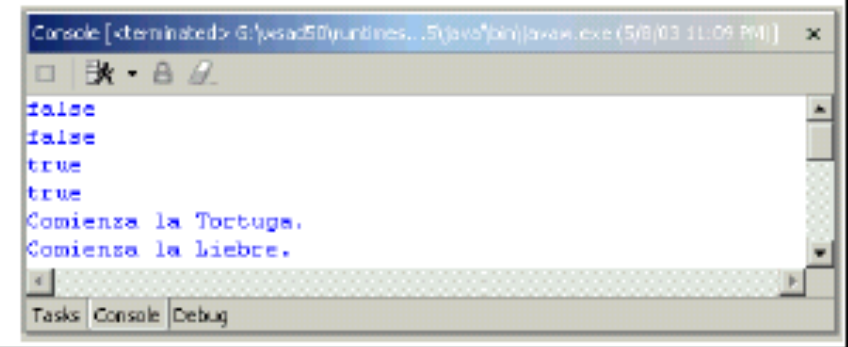 Console [<terminated> G:\wsad50\runtimes...5\java\bin\javaw.exe (5/8/03 11:09 PM)]
false
false
true
true
Comienza la Tortuga.
Comienza la Liebre.
Tasks Console Debug